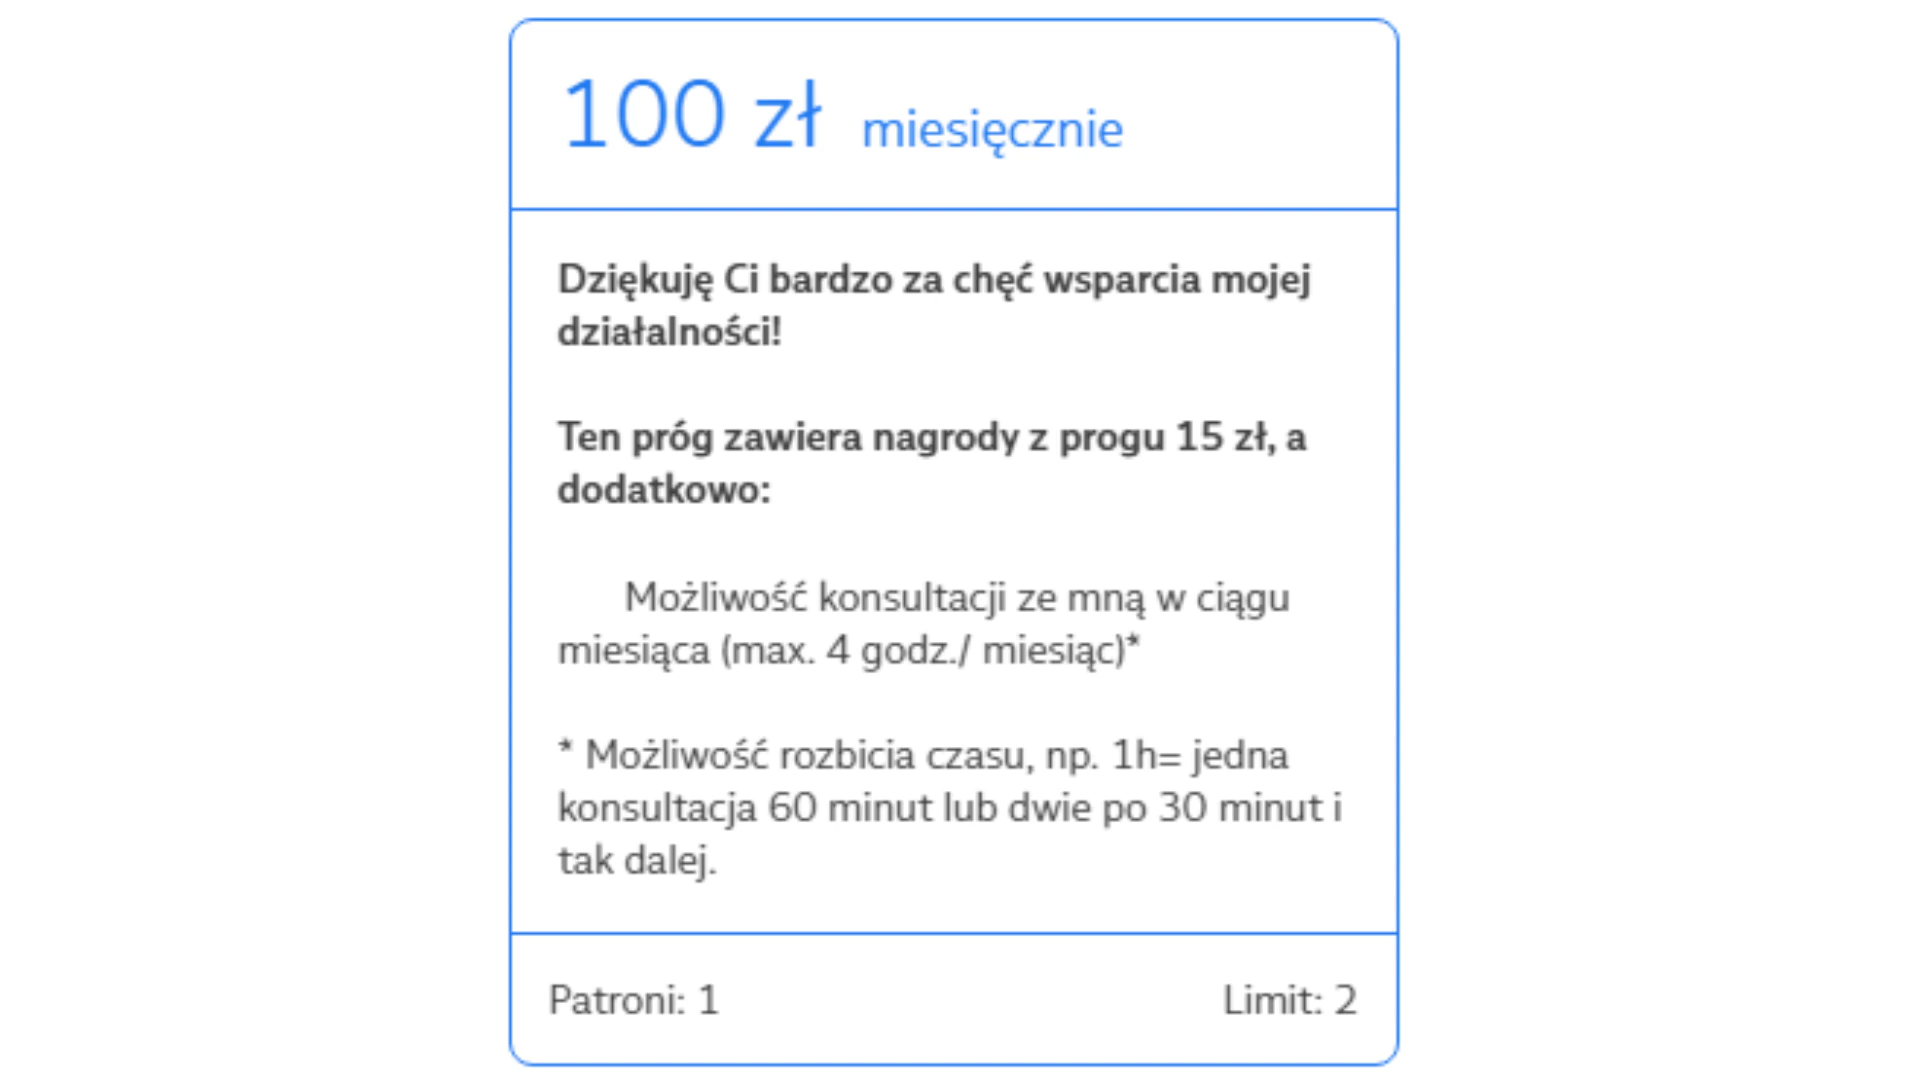 100 zł miesięcznie
Dziękuję Ci bardzo za chęć wsparcia mojej
działalności!
Ten próg zawiera nagrody z progu 15 zł, a
dodatkowo:
Możliwość konsultacji ze mną w ciągu
miesiąca (max. 4 godz./ miesiąc)*
* Możliwość rozbicia czasu, np. 1h= jedna
konsultacja 60 minut lub dwie po 30 minut i
tak dalej.
Patroni: 1 Limit: 2